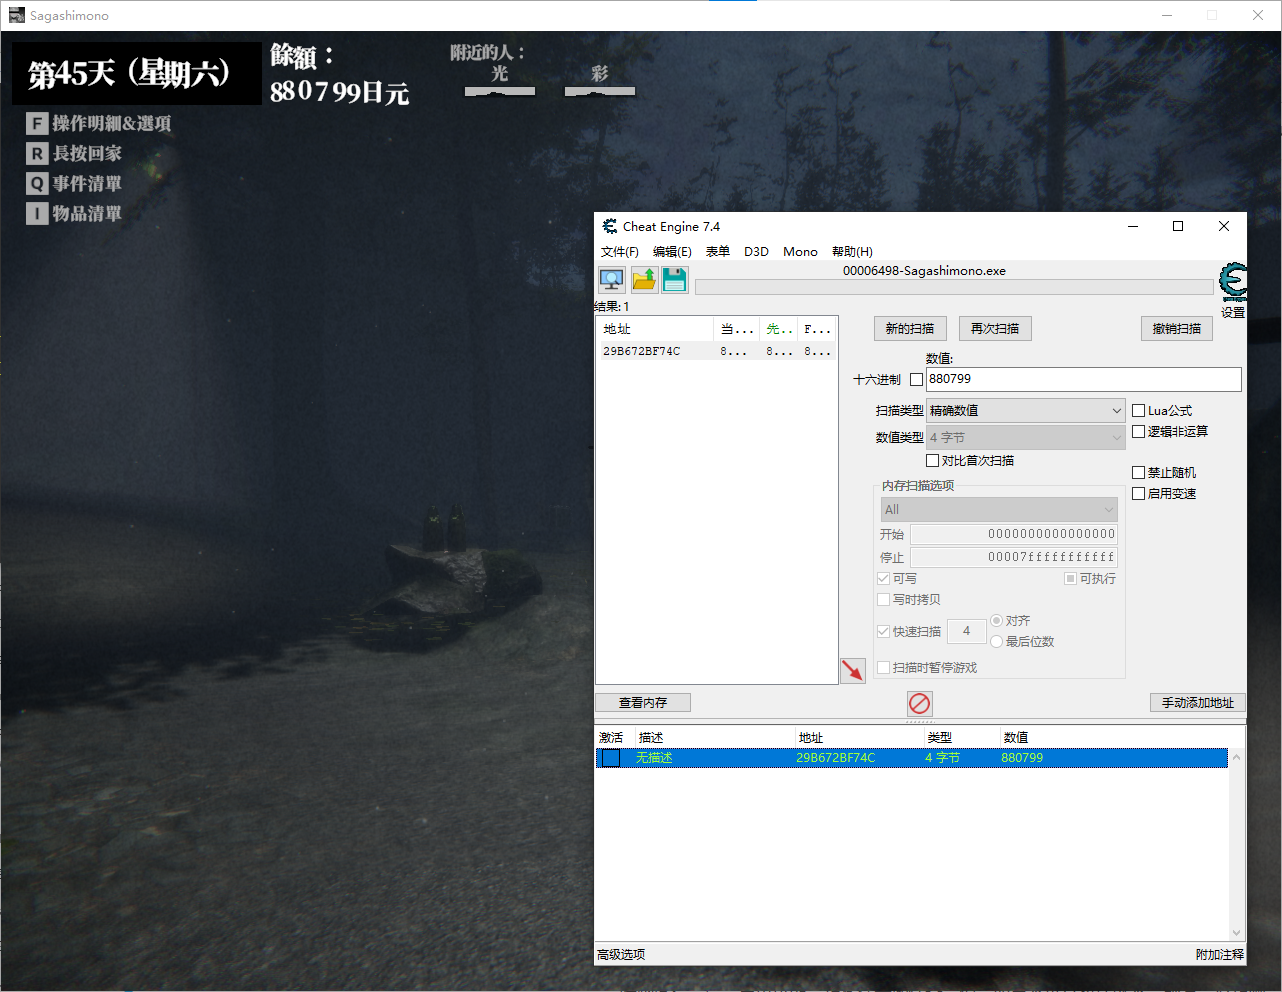 Sagashimono
第45天（星期六）
餘額：
880799日元
附近的人：
光
彩
F 操作明細&選項
R 長按回家
Q 事件清單
I 物品清單
Cheat Engine 7.4
文件(F) 编辑(E) 表单 D3D Mono 帮助(H)
00006498-Sagashimono.exe
设置
结果: 1
地址 当... 先.. F...
29B672BF74C 8... 8... 8...
新的扫描 再次扫描 撤销扫描
数值:
十六进制 880799
扫描类型 精确数值
Lua公式
数值类型 4 字节
逻辑非运算
对比首次扫描
禁止随机
启用变速
内存扫描选项
All
开始 0000000000000000
停止 00007fffffffffff
可写 可执行
写时拷贝
快速扫描 4 对齐
最后位数
扫描时暂停游戏
查看内存 手动添加地址
激活 描述 地址 类型 数值
无描述 29B672BF74C 4 字节 880799
高级选项 附加注释